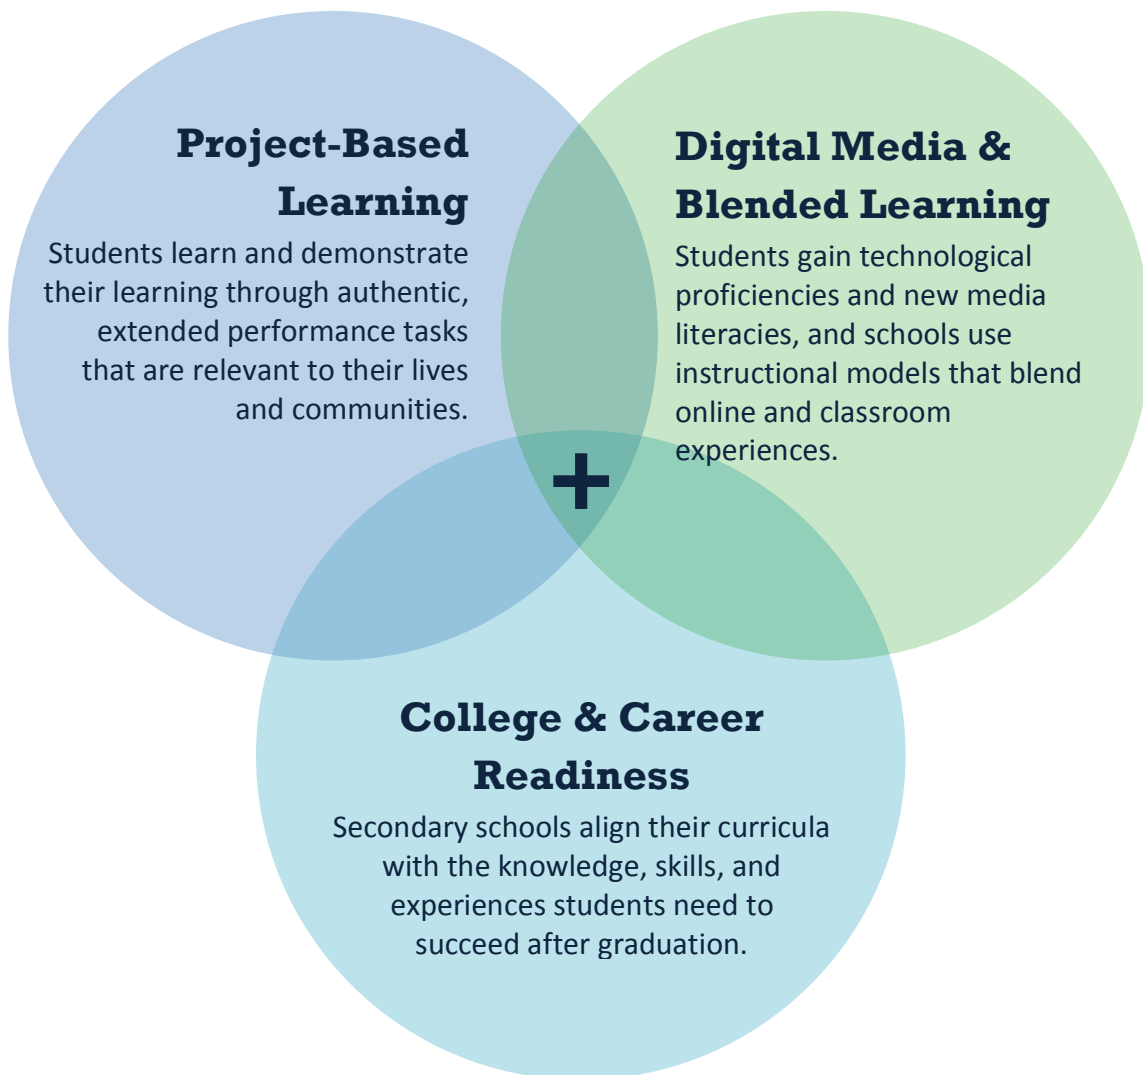 Project-Based
Learning
Students learn and demonstrate
their learning through authentic,
extended performance tasks
that are relevant to their lives
and communities.
Digital Media &
Blended Learning
Students gain technological
proficiencies and new media
literacies, and schools use
instructional models that blend
online and classroom
experiences.
+
College & Career
Readiness
Secondary schools align their curricula
with the knowledge, skills, and
experiences students need to
succeed after graduation.